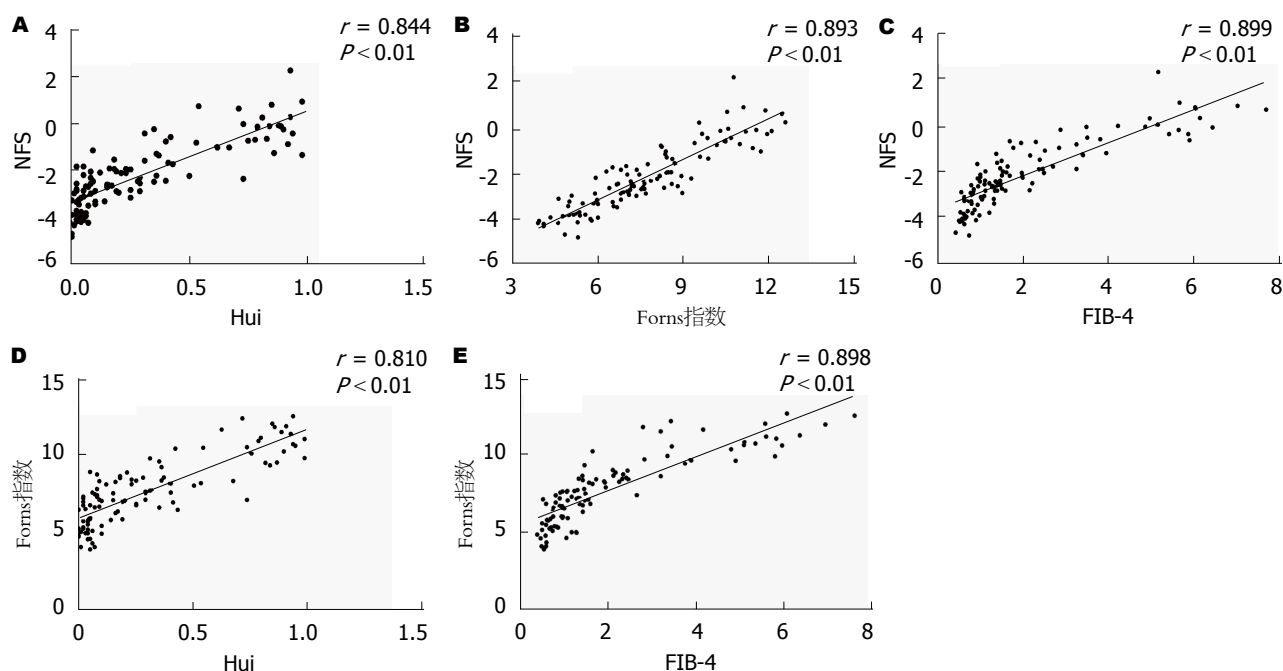 A
r = 0.844
P < 0.01
4
2
0
-2
-4
-6
NFS
0.0
0.5
1.0
1.5
Hui
B
r = 0.893
P < 0.01
4
2
0
-2
-4
-6
NFS
3
6
9
12
15
Forns指数
C
r = 0.899
P < 0.01
4
2
0
-2
-4
-6
NFS
0
2
4
6
8
FIB-4
D
r = 0.810
P < 0.01
15
10
5
0
Forns指数
0
0.5
1.0
1.5
Hui
E
r = 0.898
P < 0.01
15
10
5
0
Forns指数
0
2
4
6
8
FIB-4